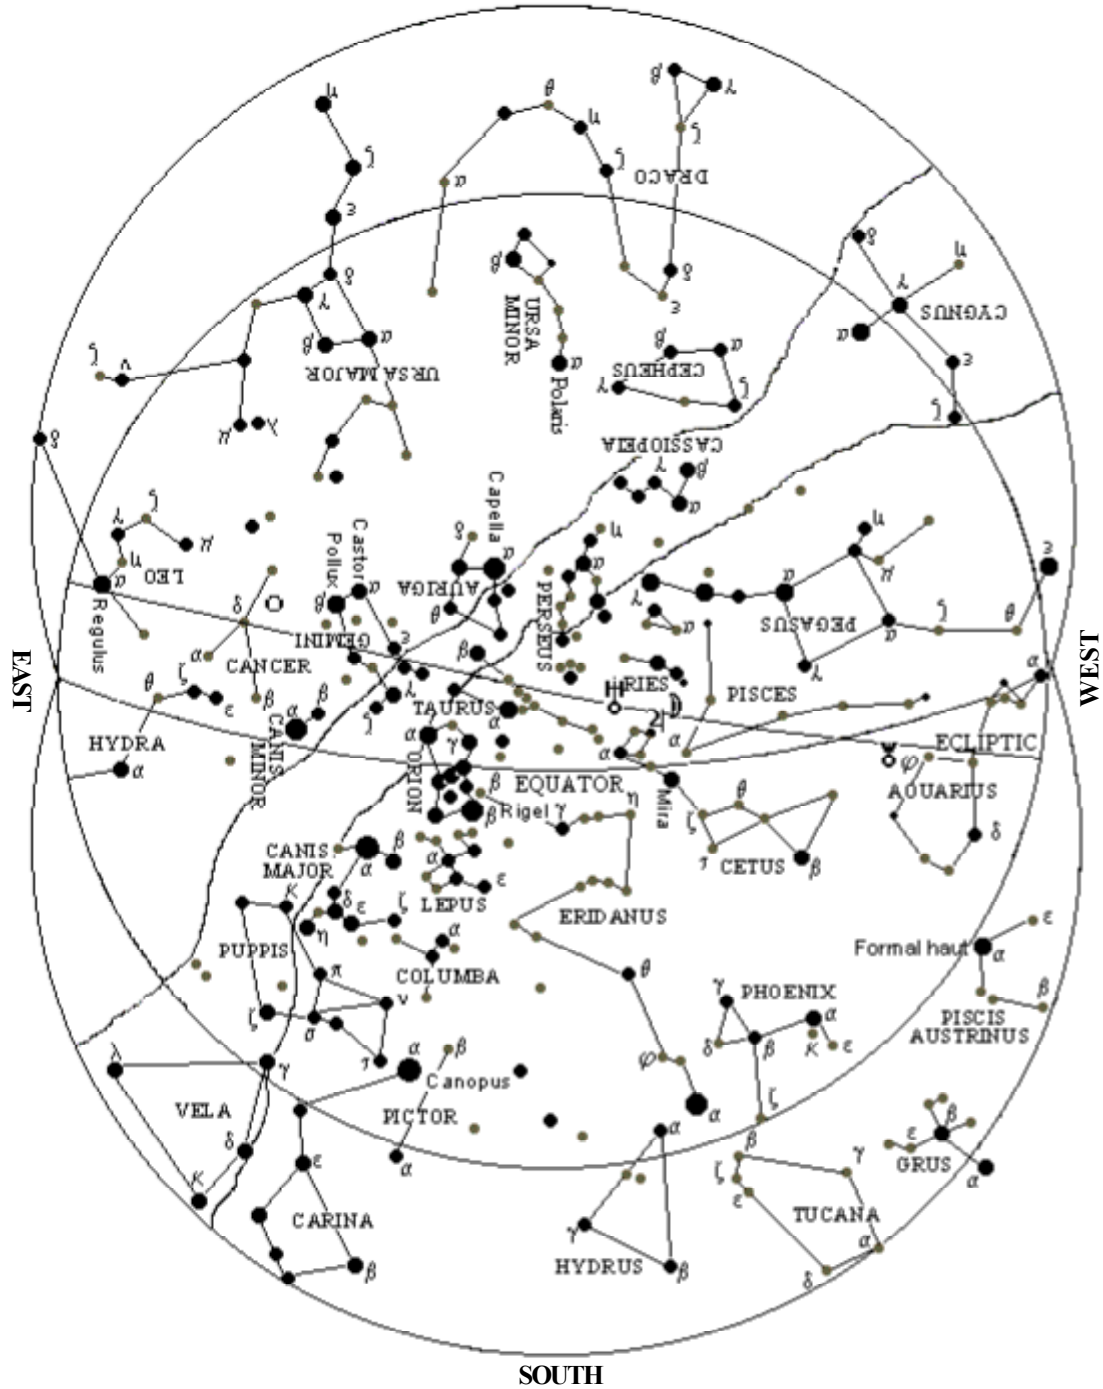 μ
θ
β
γ
μ
ζ
α
ζ
ζ
DRACO
ε
β
δ
δ
η
δ
γ
ε
γ
CYGNUS
URSA
MINOR
β
α
α
α
α
ε
CEPHEUS
ζ
ν
URSA MAJOR
Polaris
γ
ζ
ζ
μ
λ
δ
CASSIOPEIA
γ
β
α
Capella
ζ
γ
μ
Castor
δ
η
η
LEO
Pollux
α
AURIGA
α
μ
ε
α
β
α
γ
α
δ
θ
PERSEUS
PEGASUS
ζ
θ
Regulus
GEMINI
α
α
EAST
α
CANCER
ε
β
γ
α
WEST
θ
ζ
ε
β
β
λ
TAURUS
RIES
PISCES
HYDRA
α
CANIS
MINOR
ζ
α
α
γ
α
ECLIPTIC
α
ORION
EQUATOR
φ
AQUARIUS
β
Rigel
γ
η
Mira
ζ
θ
β
CANIS
MAJOR
β
α
α
τ
CETUS
β
δ
κ
δ
ε
ζ
LEPUS
ε
ERIDANUS
ε
PUPPIS
η
α
Formal haut
α
COLUMBA
π
θ
γ
PHOENIX
β
ζ
σ
ν
α
PISCIS
AUSTRINUS
λ
γ
τ
α
β
δ
β
κ
ε
Canopus
φ
VELA
PICTOR
α
ζ
β
δ
α
α
β
ε
GRUS
κ
ε
α
ζ
γ
α
ε
CARINA
γ
TUCANA
β
HYDRUS
β
α
δ
SOUTH